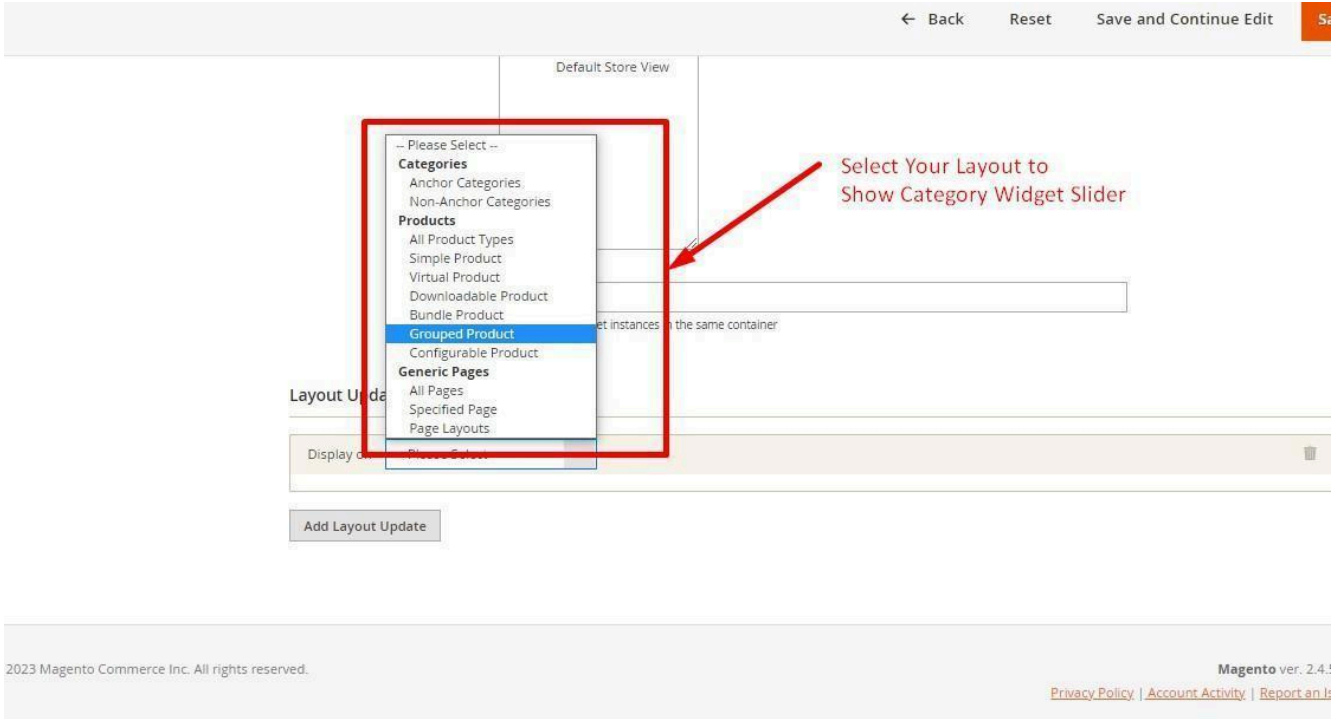 ← Back Reset Save and Continue Edit
Default Store View
-- Please Select --
Categories
Anchor Categories
Non-Anchor Categories
Products
All Product Types
Simple Product
Virtual Product
Downloadable Product
Bundle Product
Grouped Product
Configurable Product
Generic Pages
All Pages
Specified Page
Page Layouts
Select Your Layout to
Show Category Widget Slider
instances in the same container
Layout
Display
Please Select
Add Layout Update
2023 Magento Commerce Inc. All rights reserved.
Magento ver. 2.4.5
Privacy Policy | Account Activity | Report an